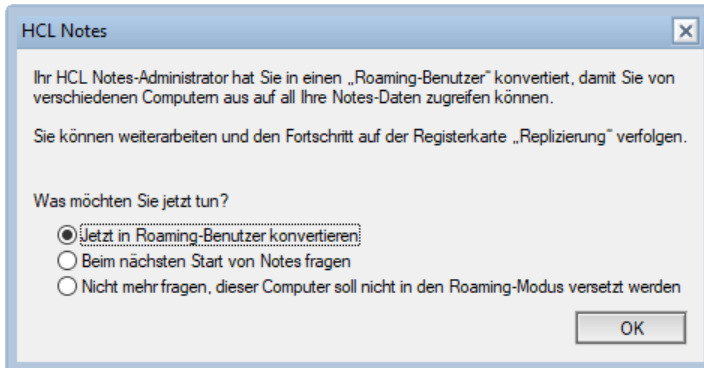 HCL Notes
Ihr HCL Notes-Administrator hat Sie in einen „Roaming-Benutzer“ konvertiert, damit Sie von
verschiedenen Computern aus auf all Ihre Notes-Daten zugreifen können.
Sie können weiterarbeiten und den Fortschritt auf der Registerkarte „Replizierung“ verfolgen.
Was möchten Sie jetzt tun?
Jetzt in Roaming-Benutzer konvertieren
Beim nächsten Start von Notes fragen
Nicht mehr fragen, dieser Computer soll nicht in den Roaming-Modus versetzt werden
OK